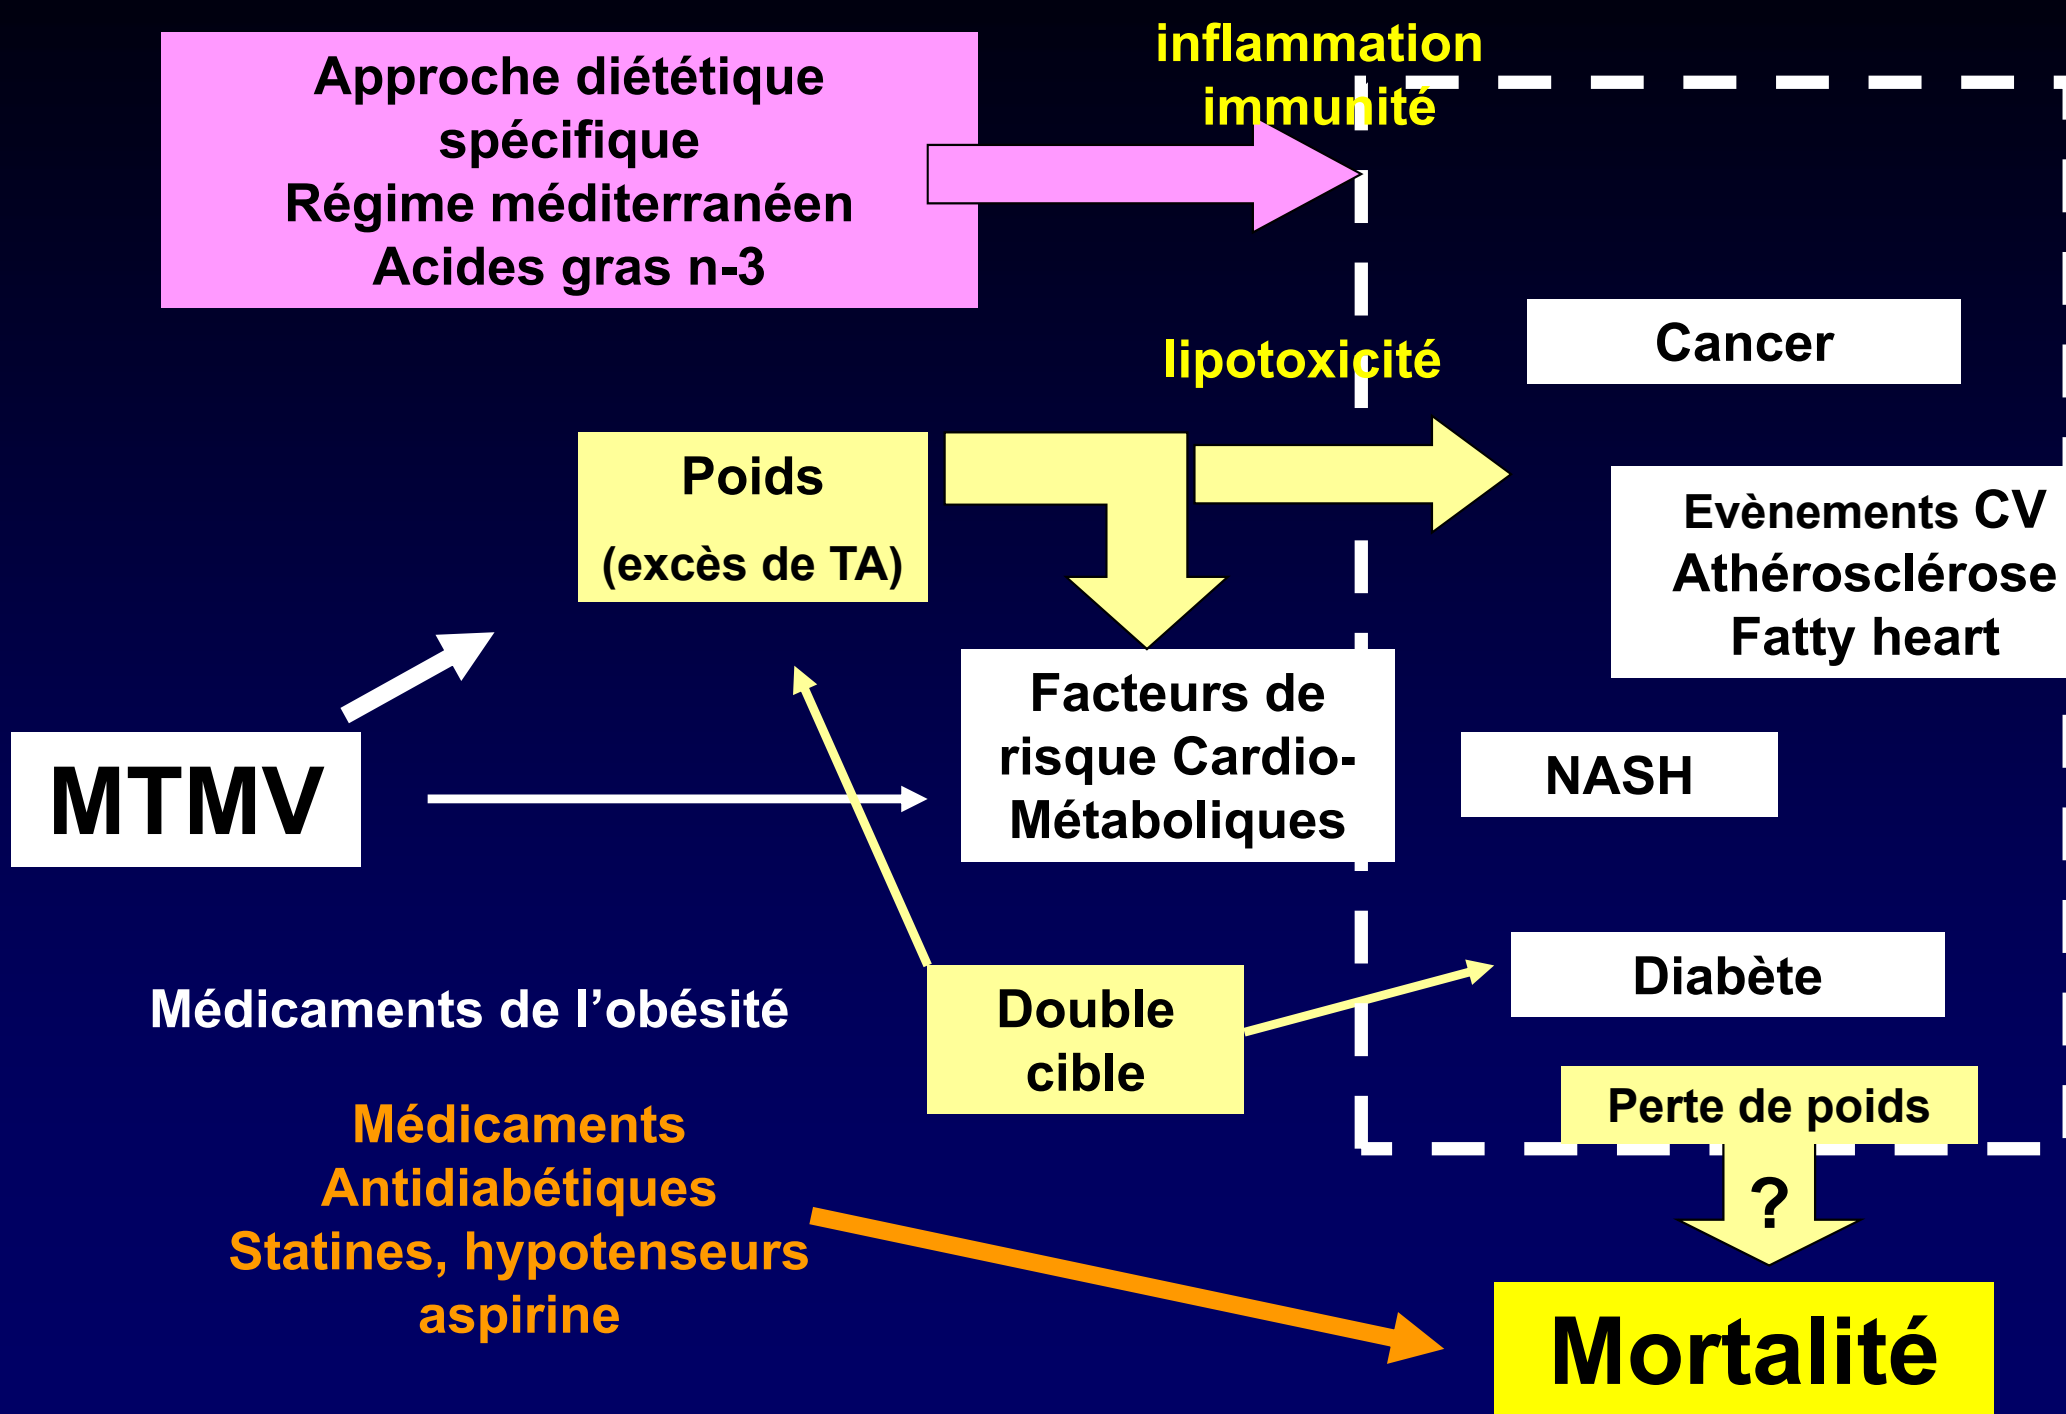 Approche diététique
spécifique
Régime méditerranéen
Acides gras n-3
inflammation
immunité
lipotoxicité
Cancer
Poids
(excès de TA)
Evènements CV
Athérosclérose
Fatty heart
Facteurs de
risque Cardio-
Métaboliques
MTMV
NASH
Diabète
Médicaments de l’obésité
Double
cible
Perte de poids
?
Médicaments
Antidiabétiques
Statines, hypotenseurs
aspirine
Mortalité